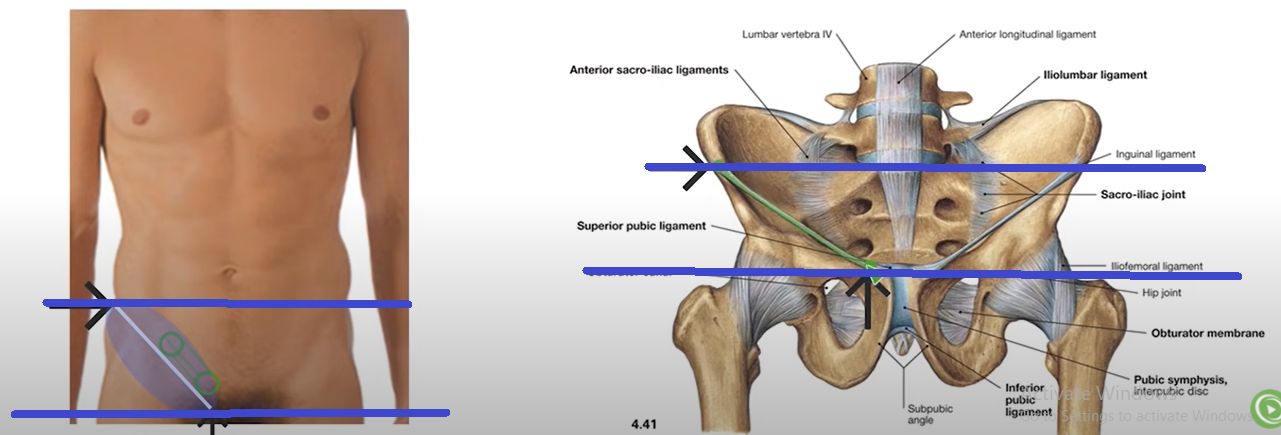 Lumbar vertebra IV
Anterior longitudinal ligament
Anterior sacro-iliac ligaments
Iliolumbar ligament
Inguinal ligament
Sacro-iliac joint
Superior pubic ligament
Iliofemoral ligament
Hip joint
Obturator membrane
Pubic symphysis,
interpubic disc
Inferior
pubic
ligament
Subpubic
angle
4.41
Activate Windows
Go to Settings to activate Windows.